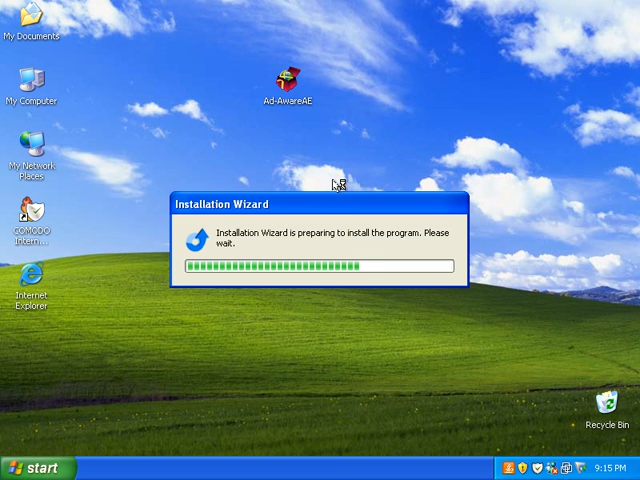 My Documents
My Computer
Ad-AwareAE
My Network
Places
COMODO
Intern...
Internet
Explorer
Installation Wizard
Installation Wizard is preparing to install the program. Please
wait.
Recycle Bin
start
9:15 PM